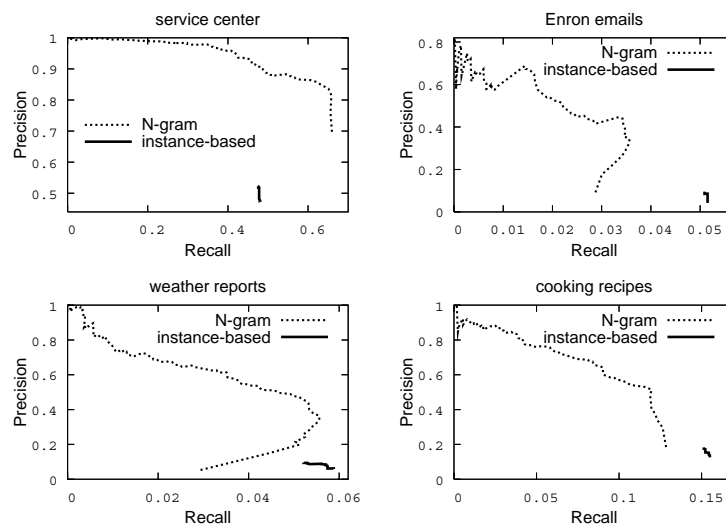 service center
1
0.9
0.8
0.7
0.6
0.5
Precision
N-gram
instance-based
0 0.2 0.4 0.6
Recall
Enron emails
0.8
0.6
0.4
0.2
0
Precision
N-gram
instance-based
0 0.01 0.02 0.03 0.04 0.05
Recall
weather reports
1
0.8
0.6
0.4
0.2
0
Precision
N-gram
instance-based
0 0.02 0.04 0.06
Recall
cooking recipes
1
0.8
0.6
0.4
0.2
0
Precision
N-gram
instance-based
0 0.05 0.1 0.15
Recall